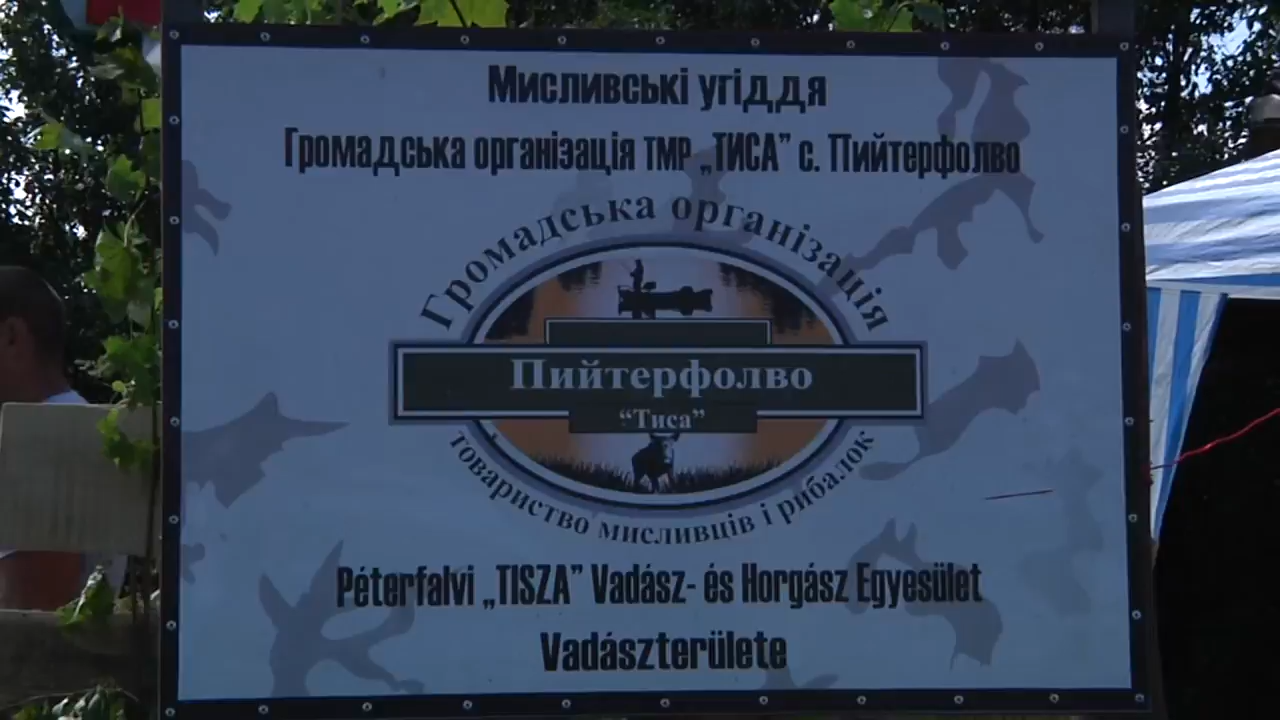 Мисливські угіддя
Громадська організація ТМР „ТИСА” с. Пийтерфолво
Громадська організація
Пийтерфолво
“Тиса”
товариство мисливців і рибалок
Péterfalvi „TISZA” Vadász- és Horgász Egyesület
Vadászterülete